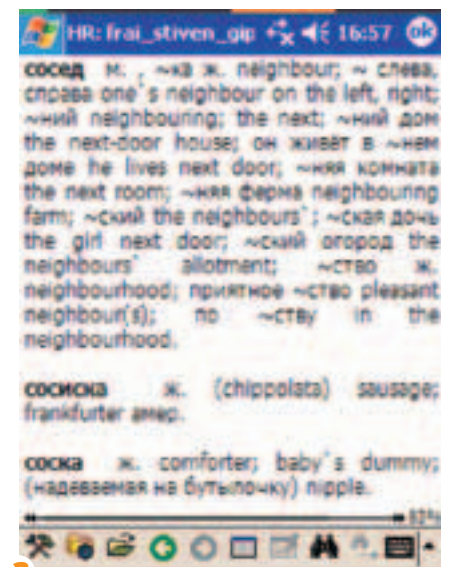 HR: frai_stiven_gip 16:57 ok
сосед м. , ~ка ж. neighbour; ~ слева,
справа one`s neighbour on the left, right;
~ний neighbouring; the next; ~ний дом
the next-door house; он живёт в ~нем
доме he lives next door; ~няя комната
the next room; ~няя ферма neighbouring
farm; ~ский the neighbours`; ~ская дочь
the girl next door; ~ский огород the
neighbours` allotment; ~ство ж.
neighbourhood; приятное ~ство pleasant
neighbour(s); по ~ству in the
neighbourhood.
сосиска ж. (chippolata) sausage;
frankfurter амер.
соска ж. comforter; baby`s dummy;
(надеваемая на бутылочку) nipple.